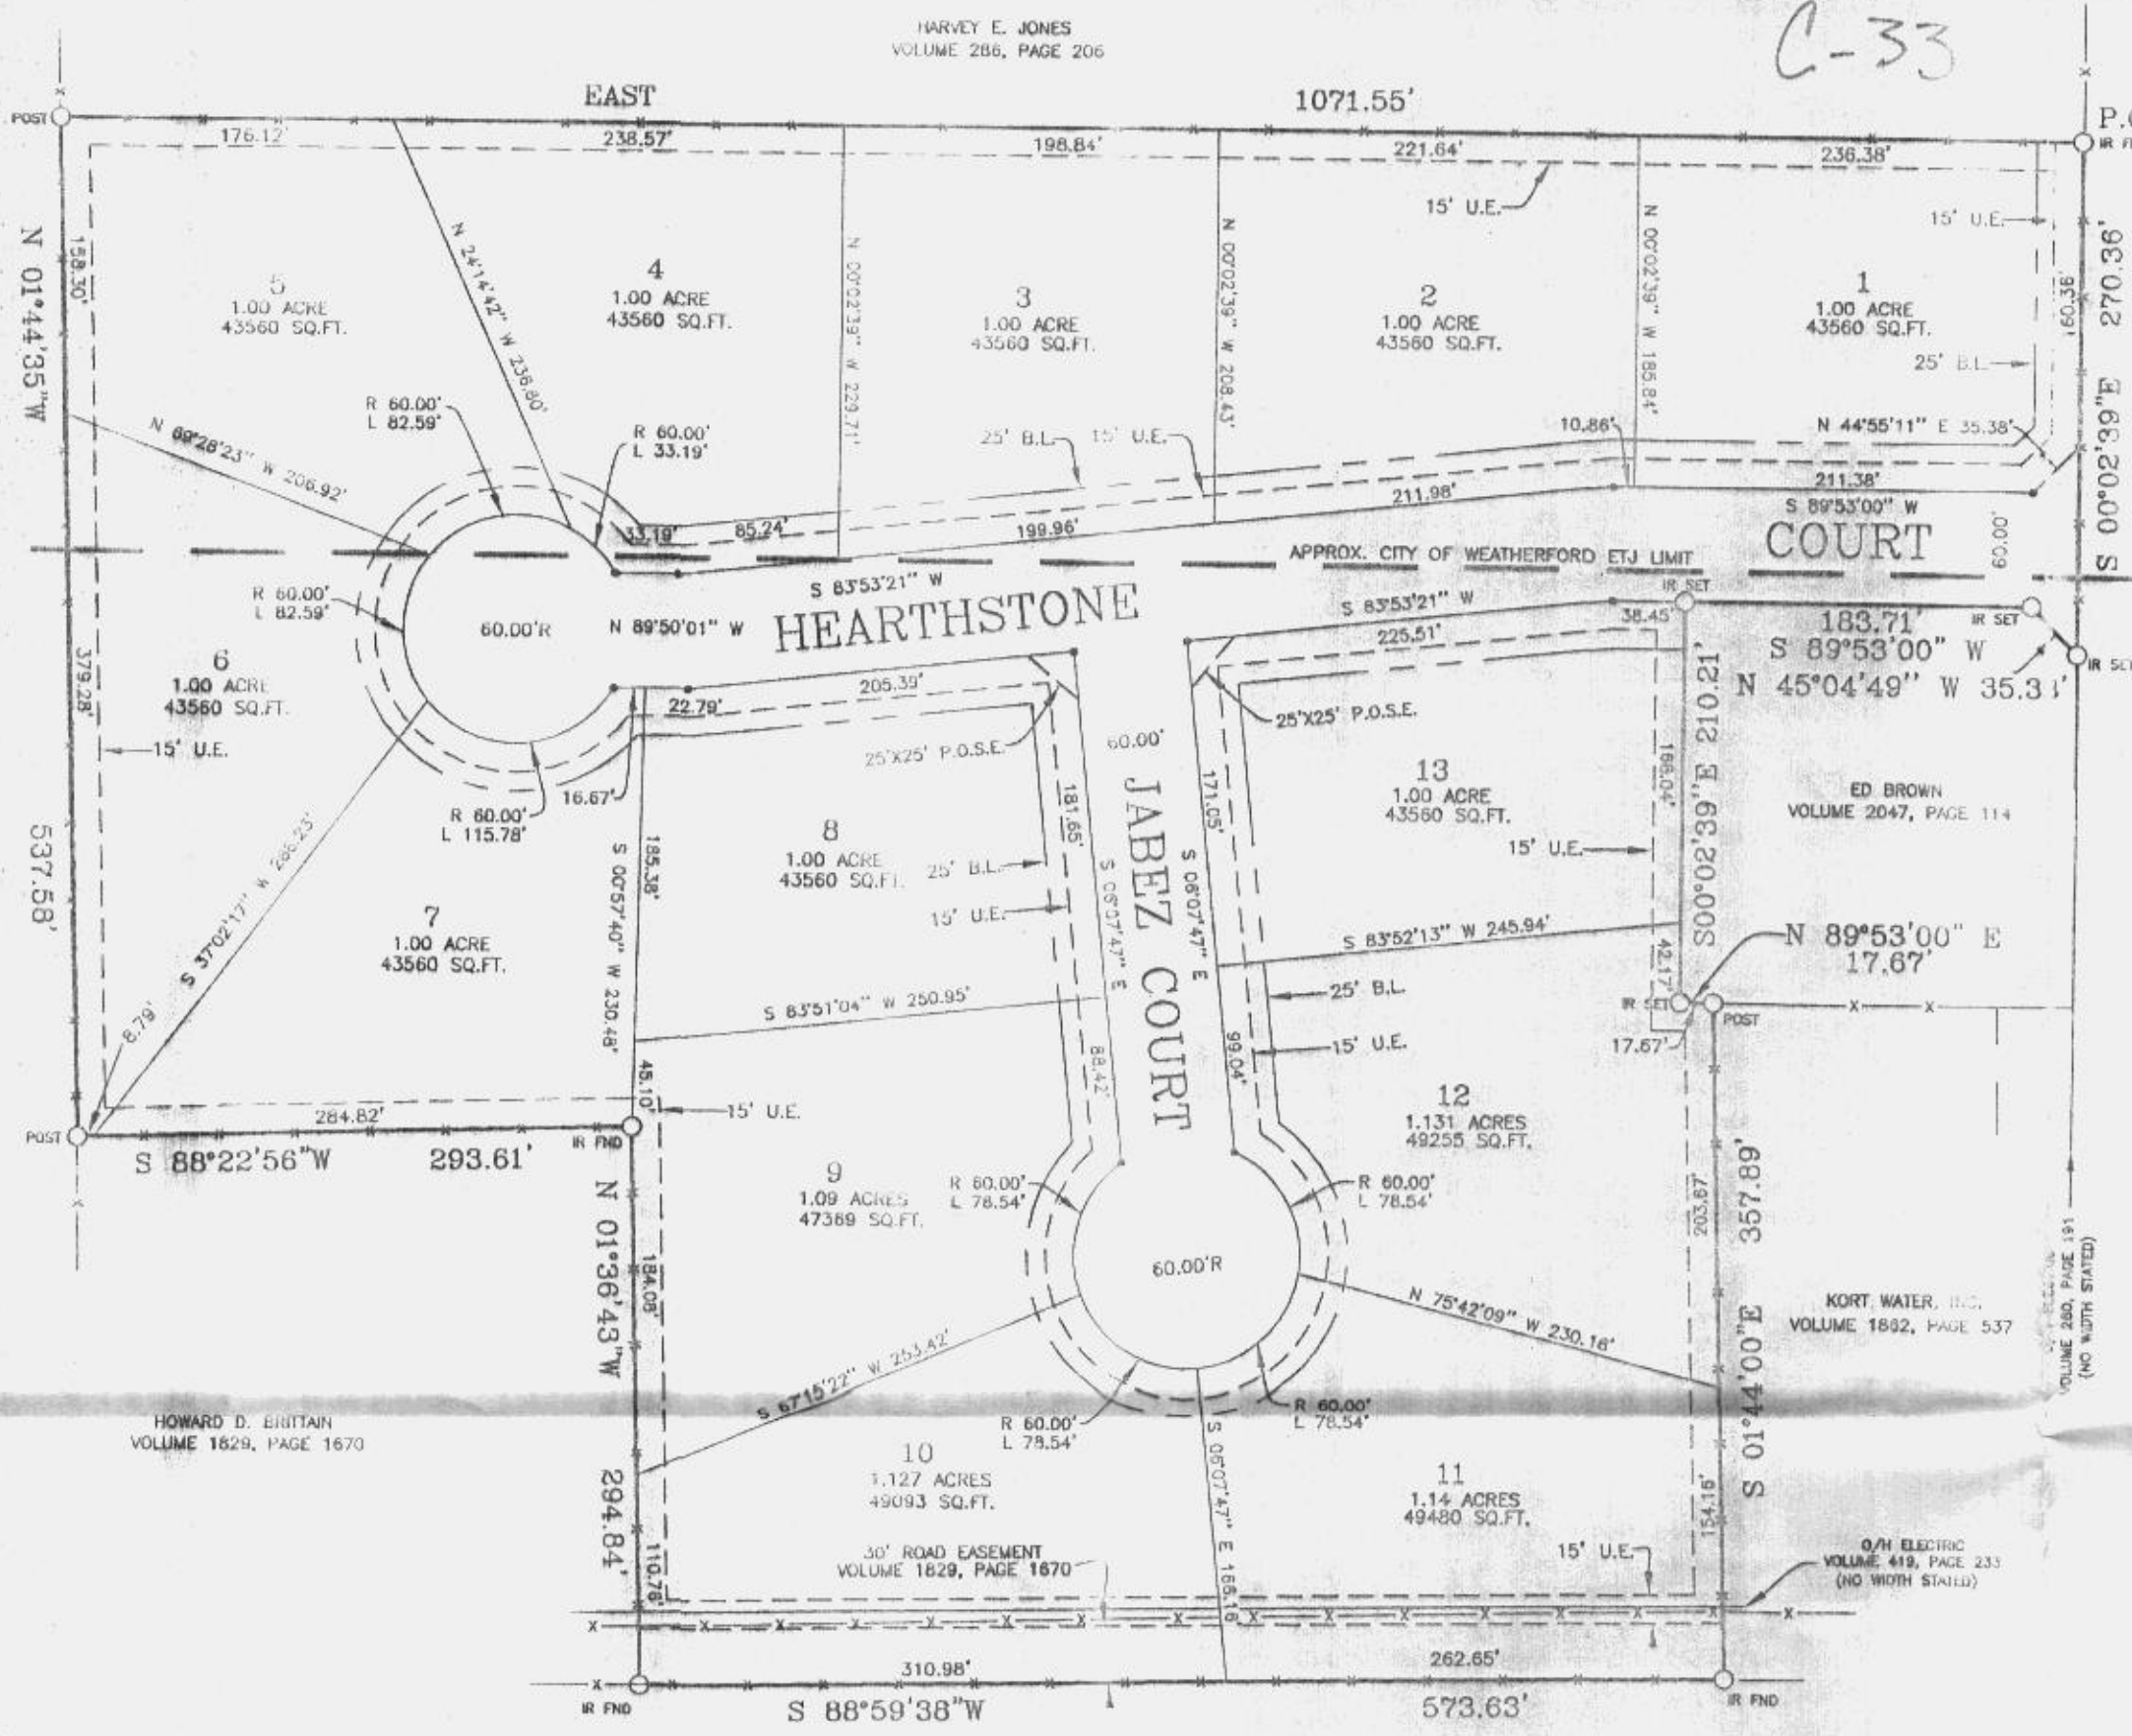 HARVEY E. JONES
VOLUME 286, PAGE 206
C-33
EAST
1071.55'
POST
P.
IR
176.12'
238.57'
198.84'
221.64'
236.38'
15' U.E.
15' U.E.
N 01°44'35"W
537.58'
158.30'
379.28'
5
1.00 ACRE
43560 SQ.FT.
N 24°14'42" W 236.80'
4
1.00 ACRE
43560 SQ.FT.
N 00°02'39" W 229.71'
3
1.00 ACRE
43560 SQ.FT.
N 00°02'39" W 208.43'
2
1.00 ACRE
43560 SQ.FT.
N 00°02'39" W 185.84'
1
1.00 ACRE
43560 SQ.FT.
25' B.L.
160.36'
S 00°02'39"E 270.36'
N 69°28'23" W 206.92'
R 60.00'
L 82.59'
R 60.00'
L 33.19'
25' B.L.
15' U.E.
10.86'
N 44°55'11" E 35.38'
33.19'
85.24'
199.96'
211.98'
211.38'
S 89°53'00" W
COURT
60.00'
APPROX. CITY OF WEATHERFORD ETJ LIMIT
IR SET
R 60.00'
L 82.59'
60.00'R
N 89°50'01" W
S 83°53'21" W
HEARTHSTONE
S 83°53'21" W
38.45'
225.51'
183.71'
IR SET
S 89°53'00" W
IR SET
N 45°04'49" W
6
1.00 ACRE
43560 SQ.FT.
15' U.E.
22.79'
205.39'
25'X25' P.O.S.E.
25'X25' P.O.S.E.
60.00'
R 60.00'
L 115.78'
16.67'
S 37°02'17" W 266.23'
8.79'
7
1.00 ACRE
43560 SQ.FT.
S 00°57'40" W 230.48'
185.38'
45.10'
8
1.00 ACRE
43560 SQ.FT.
25' B.L.
15' U.E.
181.65'
S 06°07'47" E
88.42'
JABEZ COURT
171.05'
S 06°07'47" E
99.04'
13
1.00 ACRE
43560 SQ.FT.
15' U.E.
168.04'
42.17'
S00°02'39"E 210.21'
ED BROWN
VOLUME 2047, PAGE 114
S 83°52'13" W 245.94'
N 89°53'00" E
17.67'
S 83°51'04" W 250.95'
25' B.L.
IR SET
POST
17.67'
15' U.E.
12
1.131 ACRES
49255 SQ.FT.
203.67'
S 01°44'00"E 357.89'
POST
284.82'
15' U.E.
IR FND
S 88°22'56"W
293.61'
N 01°36'43"W
294.84'
184.08'
110.76'
9
1.09 ACRES
47369 SQ.FT.
R 60.00'
L 78.54'
R 60.00'
L 78.54'
60.00'R
S 67°15'22" W 253.42'
N 75°42'09" W 230.16'
KORT WATER, INC.
VOLUME 1862, PAGE 537
VOLUME 260, PAGE 191
(NO WIDTH STATED)
HOWARD D. BRITTAIN
VOLUME 1829, PAGE 1670
R 60.00'
L 78.54'
R 60.00'
L 78.54'
10
1.127 ACRES
49093 SQ.FT.
S 06°07'47" E 166.16
11
1.14 ACRES
49480 SQ.FT.
154.16'
30' ROAD EASEMENT
VOLUME 1829, PAGE 1670
15' U.E.
O/H ELECTRIC
VOLUME 419, PAGE 233
(NO WIDTH STATED)
310.98'
262.65'
IR FND
S 88°59'38"W
573.63'
IR FND